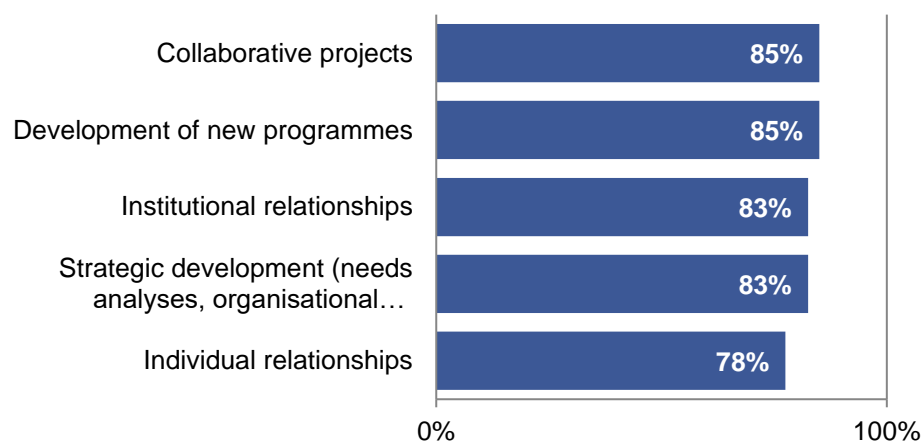 Collaborative projects
85%
Development of new programmes
85%
Institutional relationships
83%
Strategic development (needs
analyses, organisational…
83%
Individual relationships
78%
0%
100%